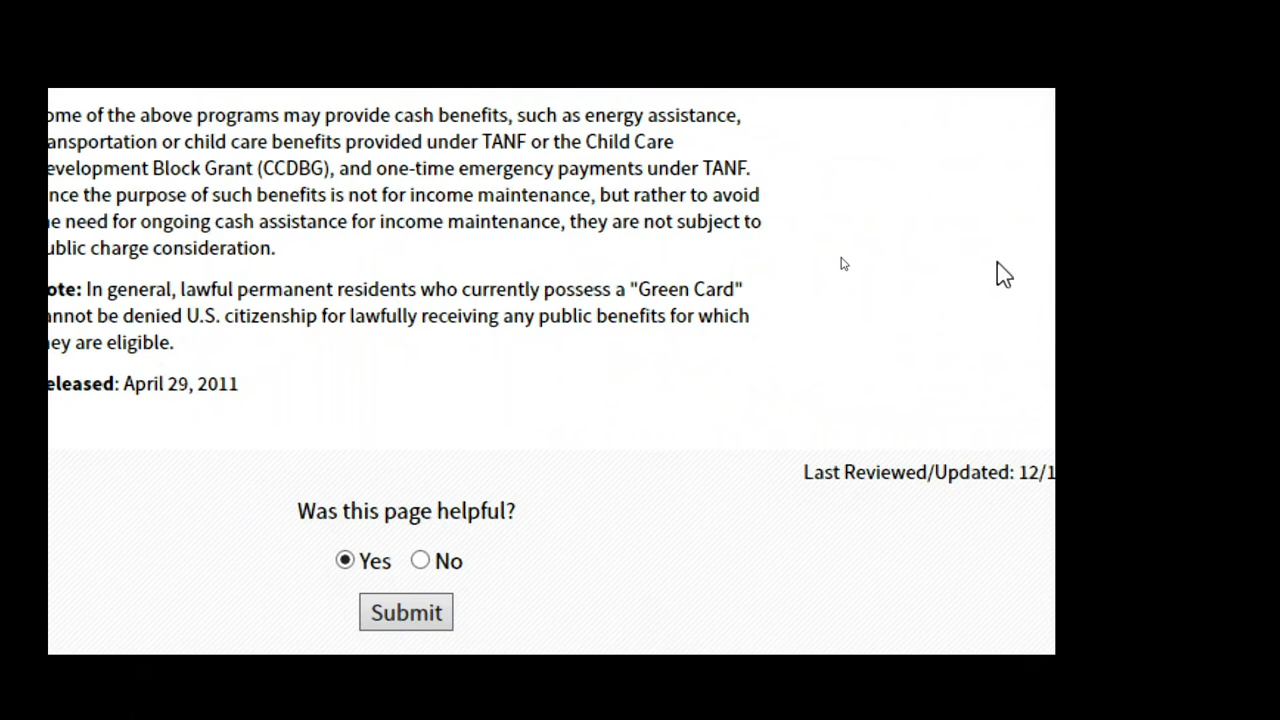 ome of the above programs may provide cash benefits, such as energy assistance,
ansportation or child care benefits provided under TANF or the Child Care
evelopment Block Grant (CCDBG), and one-time emergency payments under TANF.
nce the purpose of such benefits is not for income maintenance, but rather to avoid
e need for ongoing cash assistance for income maintenance, they are not subject to
ublic charge consideration.
ote: In general, lawful permanent residents who currently possess a "Green Card"
annot be denied U.S. citizenship for lawfully receiving any public benefits for which
ey are eligible.
eleased: April 29, 2011
Last Reviewed/Updated: 12/1
Was this page helpful?
Yes No
Submit